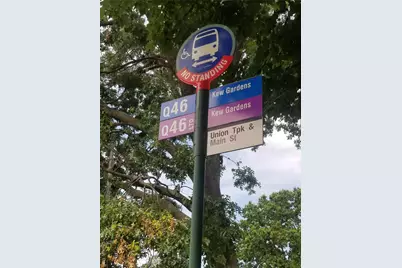 NO STANDING
Q46
Kew Gardens
Q46
Kew Gardens
Union Tpk &
Main St